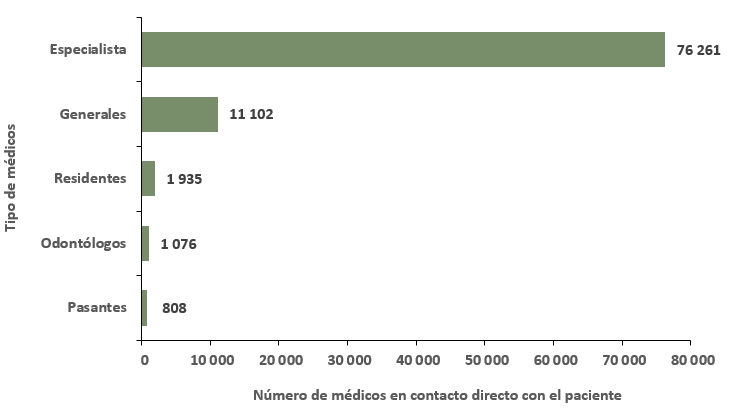 Especialista
76 261
Generales
11 102
Residentes
1 935
Odontólogos
1 076
Pasantes
808
Tipo de médicos
0 10 000 20 000 30 000 40 000 50 000 60 000 70 000 80 000
Número de médicos en contacto directo con el paciente